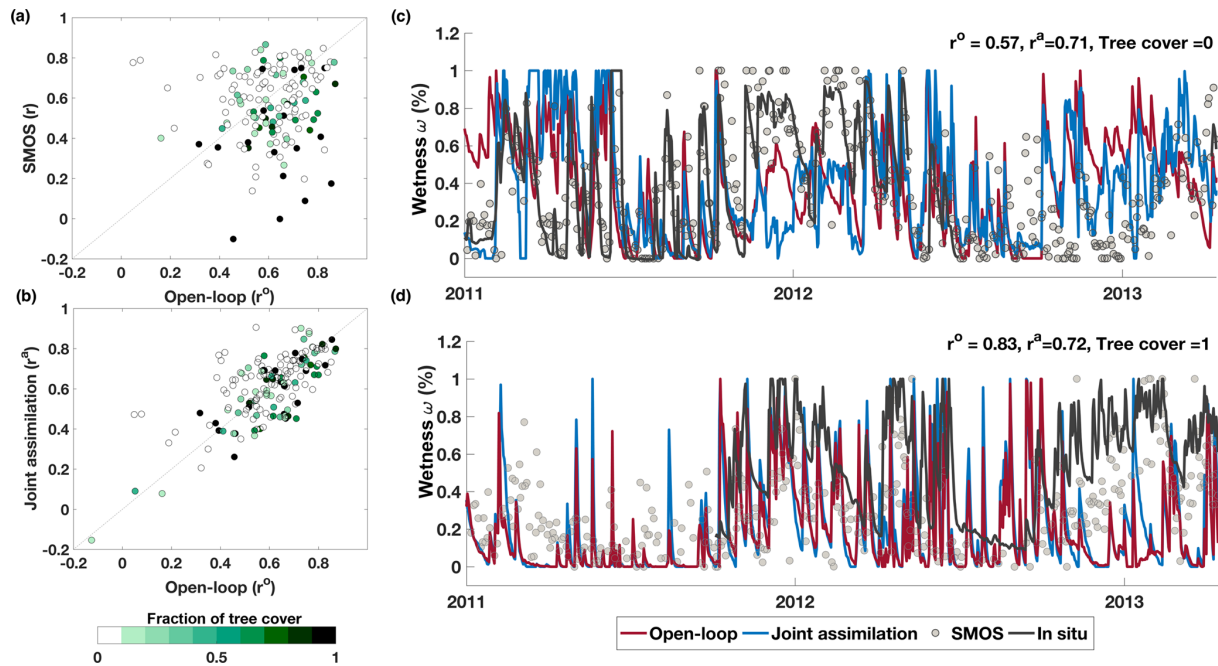 (a)
1
0.8
0.6
0.4
0.2
0
-0.2
SMOS (r)
-0.2 0 0.2 0.4 0.6 0.8
Open-loop (rᵒ)
(b)
1
0.8
0.6
0.4
0.2
0
-0.2
Joint assimilation (rᵃ)
-0.2 0 0.2 0.4 0.6 0.8
Open-loop (rᵒ)
Fraction of tree cover
0 0.5 1
(c)
rᵒ = 0.57, rᵃ=0.71, Tree cover =0
1.2
1
0.8
0.6
0.4
0.2
0
Wetness ω (%)
2011 2012 2013
(d)
rᵒ = 0.83, rᵃ=0.72, Tree cover =1
1.2
1
0.8
0.6
0.4
0.2
0
Wetness ω (%)
2011 2012 2013
Open-loop Joint assimilation SMOS In situ